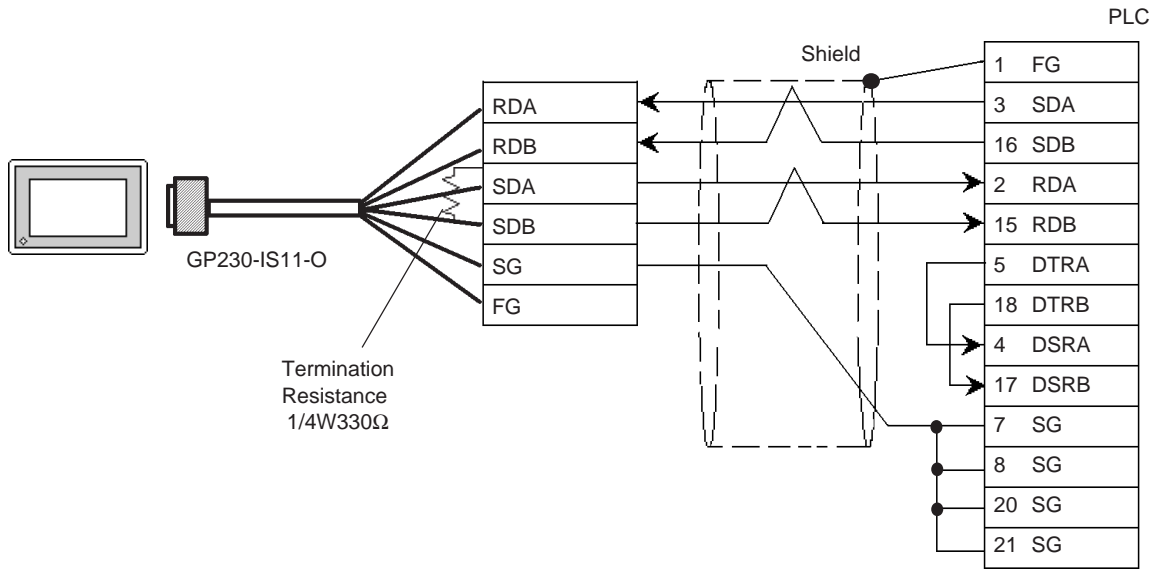 PLC
Shield
1 FG
3 SDA
16 SDB
2 RDA
15 RDB
5 DTRA
18 DTRB
4 DSRA
17 DSRB
7 SG
8 SG
20 SG
21 SG
RDA
RDB
SDA
SDB
SG
FG
GP230-IS11-O
Termination
Resistance
1/4W330Ω